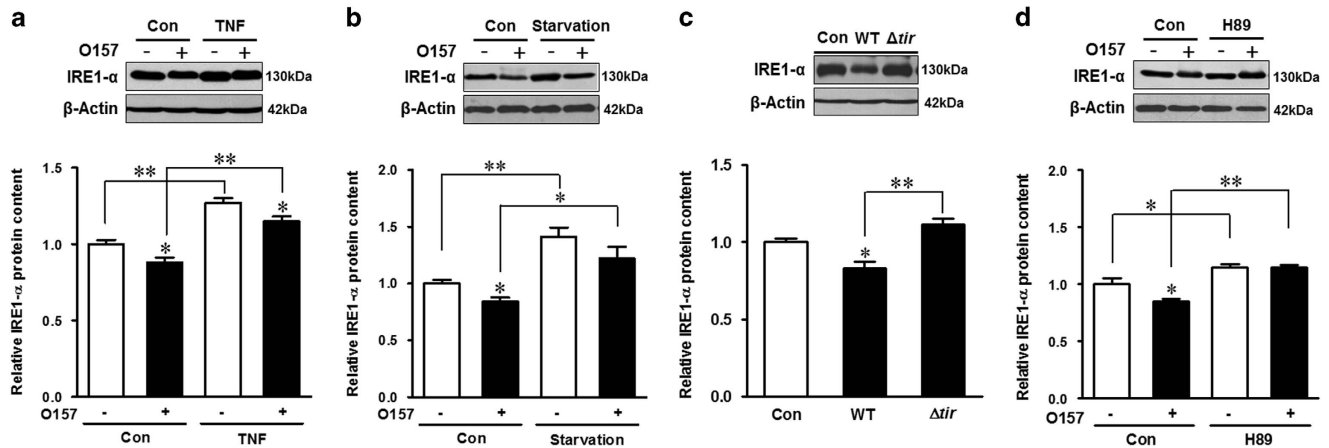 a
Con TNF
O157 - + - +
IRE1-α 130kDa
β-Actin 42kDa
Relative IRE1-α protein content
1.5
1.0
0.5
0.0
** **
* *
O157 - + - +
Con TNF
b
Con Starvation
O157 - + - +
IRE1-α 130kDa
β-Actin 42kDa
Relative IRE1-α protein content
2.0
1.5
1.0
0.5
0.0
**
*
*
O157 - + - +
Con Starvation
c
Con WT Δtir
IRE1-α 130kDa
β-Actin 42kDa
Relative IRE1-α protein content
1.5
1.0
0.5
0.0
**
*
Con WT Δtir
d
Con H89
O157 - + - +
IRE1-α 130kDa
β-Actin 42kDa
Relative IRE1-α protein content
2.0
1.5
1.0
0.5
0.0
**
*
*
O157 - + - +
Con H89